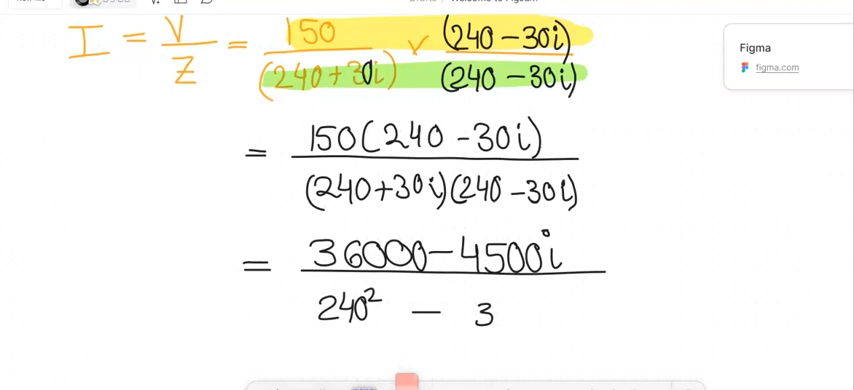 I = V/Z = 150/(240+30i) × (240-30i)/(240-30i)
Figma
figma.com
= 150(240-30i)/(240+30i)(240-30i)
= 36000-4500i/240² - 3